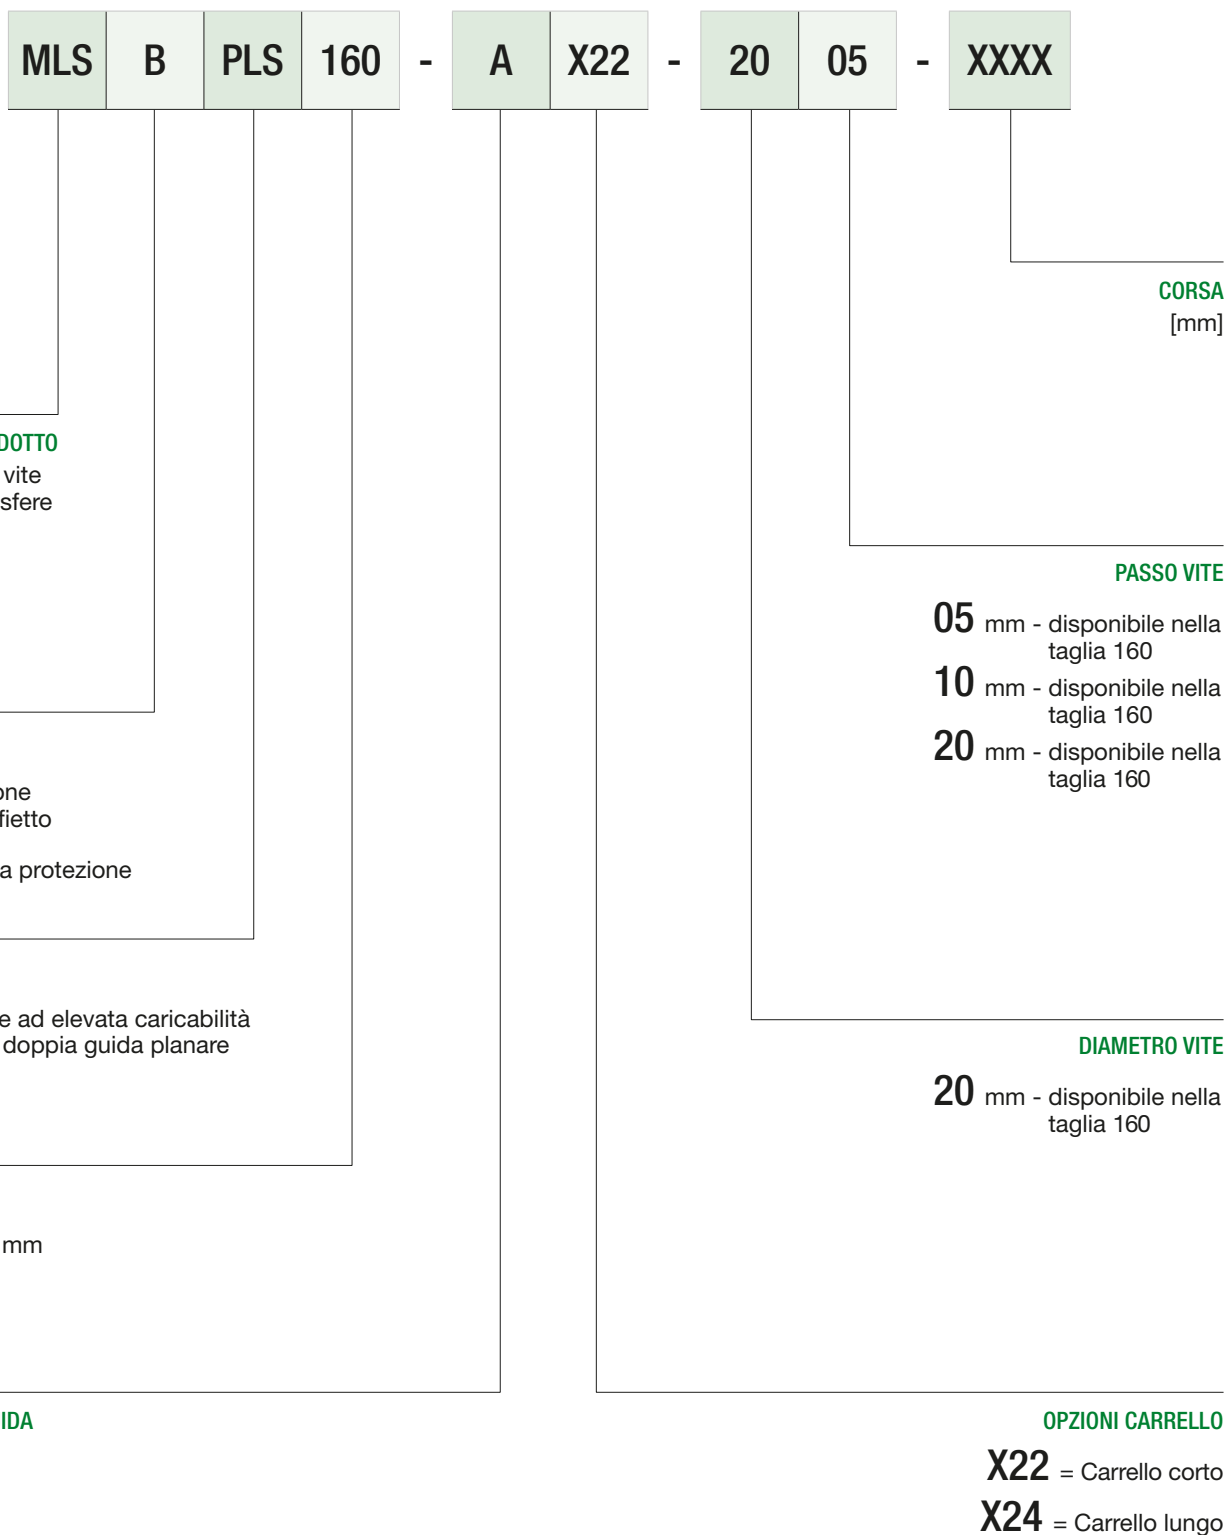 MLS B PLS 160 - A X22 - 20 05 - XXXX
CORSA
[mm]
DOTTO
vite
sfere
PASSO VITE
05 mm - disponibile nella
taglia 160
10 mm - disponibile nella
taglia 160
20 mm - disponibile nella
taglia 160
one
fietto
a protezione
e ad elevata caricabilità
doppia guida planare
DIAMETRO VITE
20 mm - disponibile nella
taglia 160
mm
IDA
OPZIONI CARRELLO
X22 = Carrello corto
X24 = Carrello lungo